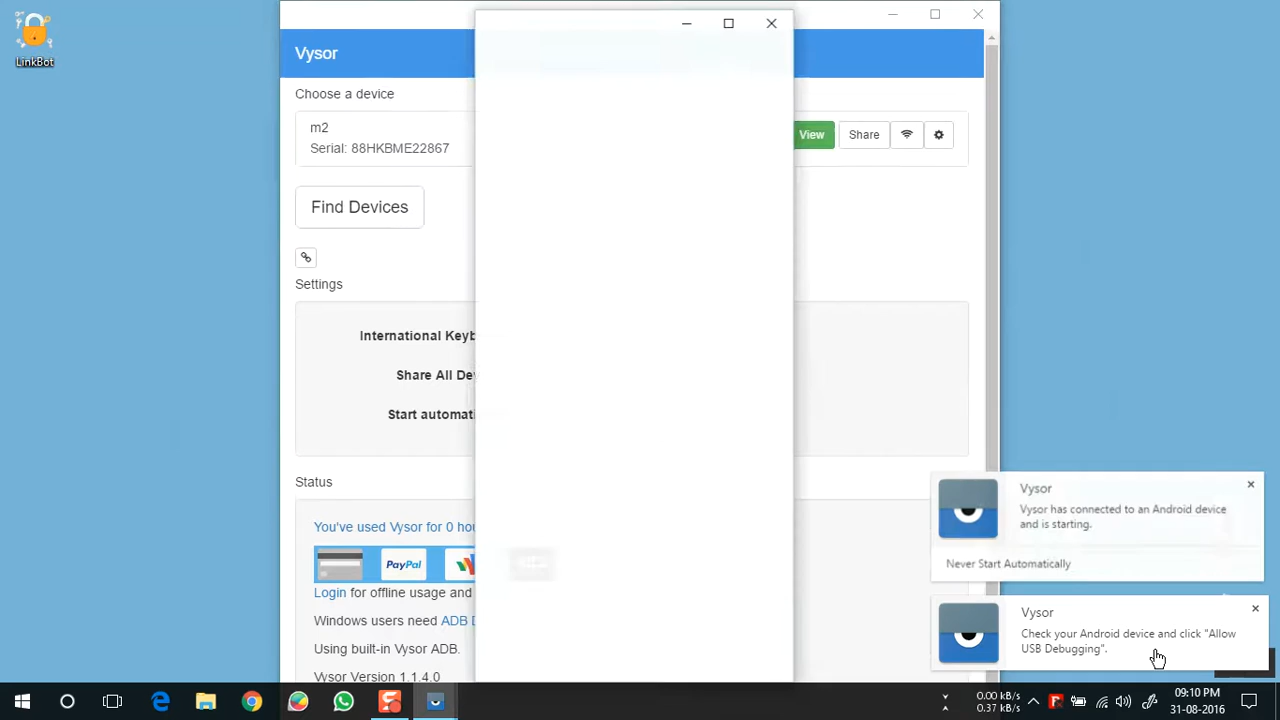 LinkBot
Vysor
Choose a device
m2
Serial: 88HKBME22867
View
Share
Find Devices
Settings
International Keyb
Share All De
Start automat
Status
You've used Vysor for 0 hou
PayPal
Login for offline usage and
Windows users need ADB D
Using built-in Vysor ADB.
Vysor Version 1.1.4.0
Vysor
Vysor has connected to an Android device
and is starting.
Never Start Automatically
Vysor
Check your Android device and click "Allow
USB Debugging".
0.00 kB/s
0.37 kB/s
09:10 PM
31-08-2016